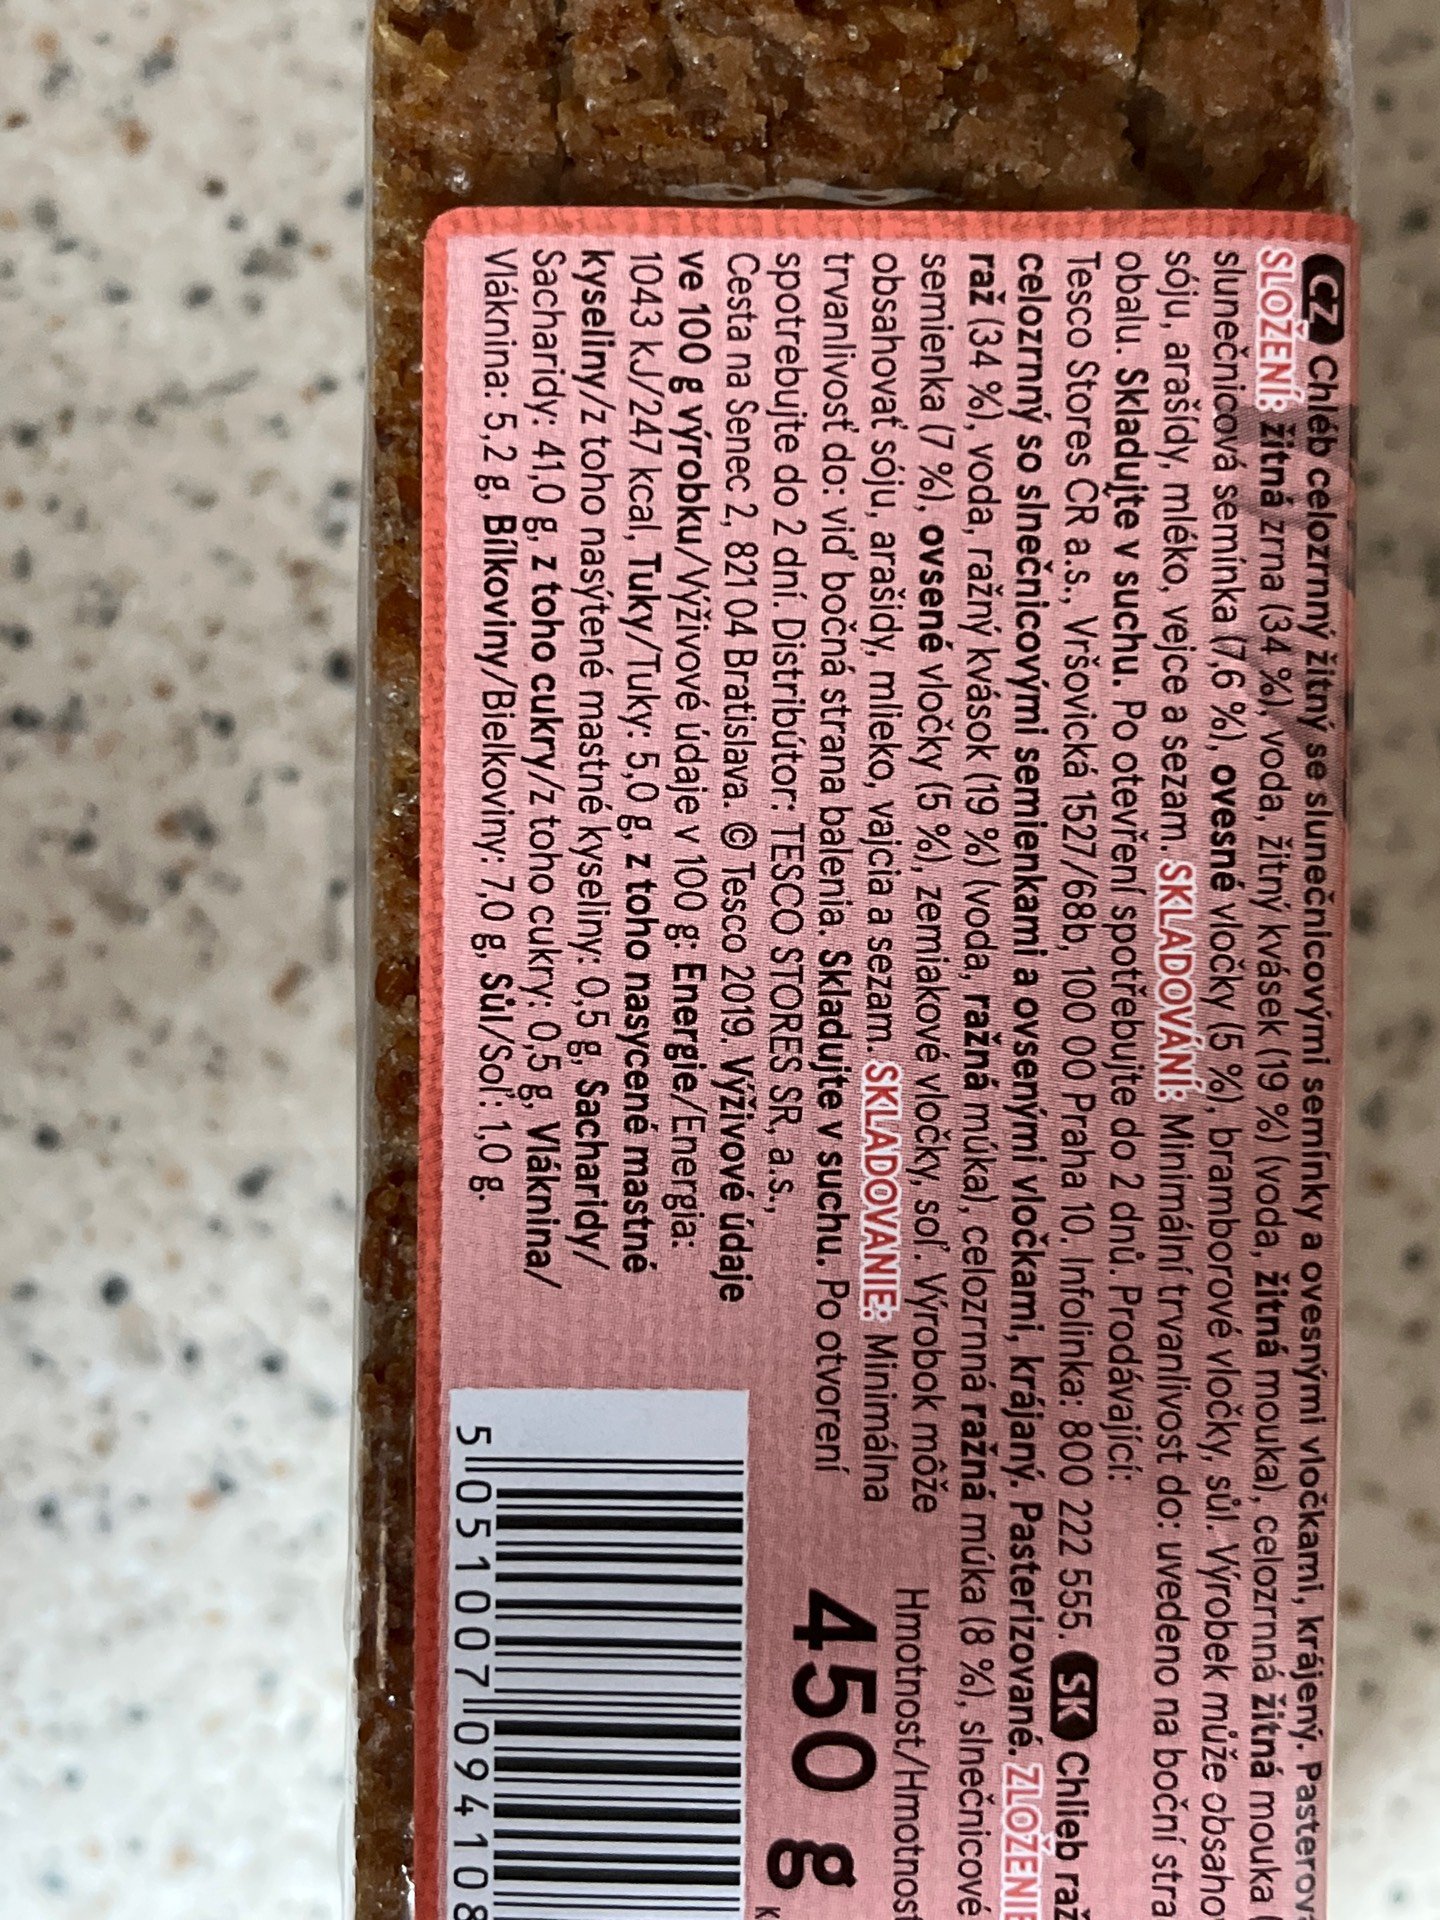 CZ Chléb celozrnný žitný se slunečnicovými semínky a ovesnými vločkami, krájený.
SLOŽENÍ: žitná zrna (34 %), voda, žitný kvásek (19 %) (voda, žitná mouka), celozrnná žitná mouka (
slunečnicová semínka (7,6 %), ovesné vločky (5 %), bramborové vločky, sůl. Výrobek může
sóju, arašídy, mléko, vejce a sezam. SKLADOVÁNÍ: Minimální trvanlivost do: uvedeno na boční
obalu. Skladujte v suchu. Po otevření spotřebujte do 2 dnů. Prodávající:
Tesco Stores ČR a.s., Vršovická 1527/68b, 100 00 Praha 10. Infolinka: 800 222 555. SK Chlieb
celozrnný so slnečnicovými semienkami a ovsenými vločkami, krájaný. Pasterizované. ZLOŽENIE
raž (34 %), voda, ražný kvások (19 %) (voda, ražná múka), celozrnná ražná múka (8 %), slnečnicové
semienka (7 %), ovsené vločky (5 %), zemiakové vločky, soľ. Výrobok môže
obsahovať sóju, arašidy, mlieko, vajcia a sezam. SKLADOVANIE: Minimálna
trvanlivosť do: viď bočná strana balenia. Skladujte v suchu. Po otvorení
spotrebujte do 2 dní. Distribútor: TESCO STORES SR, a.s.,
Cesta na Senec 2, 821 04 Bratislava. © Tesco 2019. Výživové údaje
ve 100 g výrobku/Výživové údaje v 100 g: Energie/Energia:
1043 kJ/247 kcal, Tuky/Tuky: 5,0 g, z toho nasycené mastné
kyseliny/z toho nasýtené mastné kyseliny: 0,5 g, Sacharidy/
Sacharidy: 41,0 g, z toho cukry/z toho cukry: 0,5 g, Vláknina/
Vláknina: 5,2 g, Bílkoviny/Bielkoviny: 7,0 g, Sůl/Soľ: 1,0 g.
Hmotnost/Hmotnosť
450 g
5 051007 094108